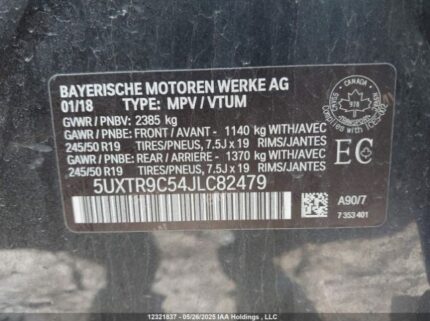 BAYERISCHE MOTOREN WERKE AG
01/18 TYPE: MPV / VTUM
GVWR / PNBV: 2385 kg
GAWR / PNBE: FRONT / AVANT - 1140 kg WITH/AVEC
245/50 R19 TIRES/PNEUS, 7.5J x 19 RIMS/JANTES
GAWR / PNBE: REAR / ARRIERE - 1370 kg WITH/AVEC
245/50 R19 TIRES/PNEUS, 7.5J x 19 RIMS/JANTES
5UXTR9C54JLC82479
CANADA
978
EC
A90/7
7 353 401
12321837 05/26/2025 IAA Holdings, LLC